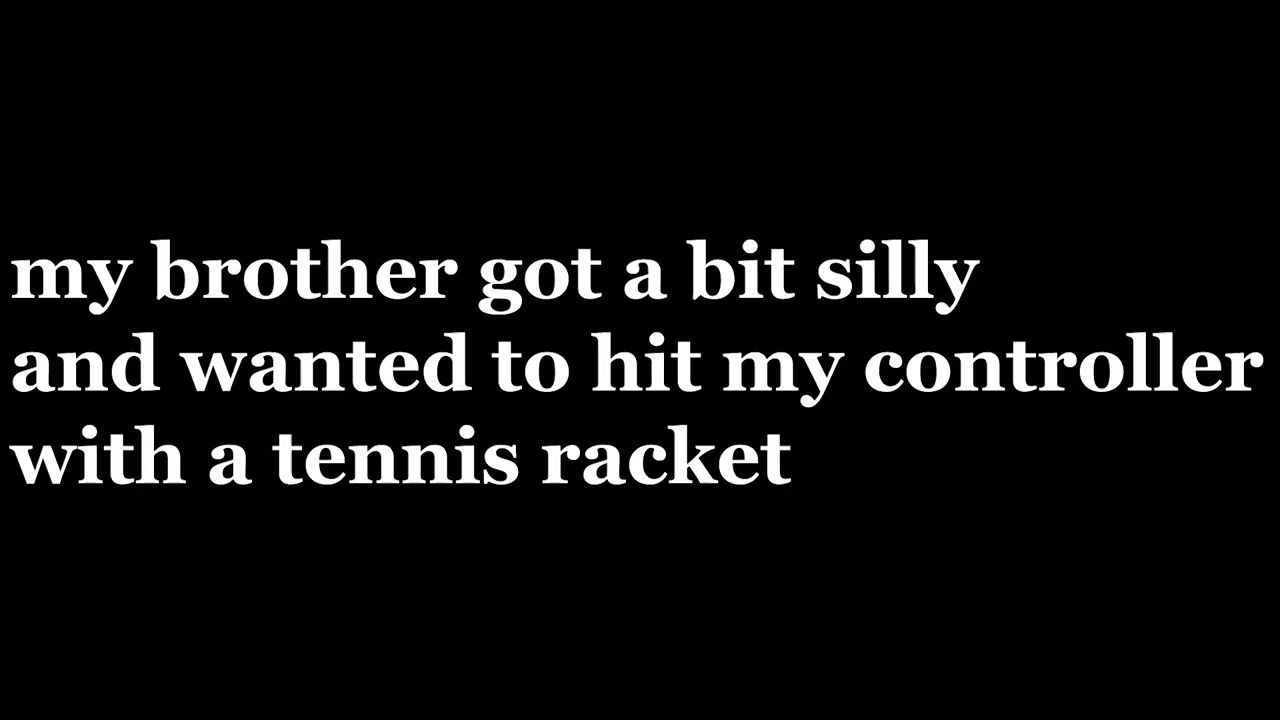 my brother got a bit silly
and wanted to hit my controller
with a tennis racket